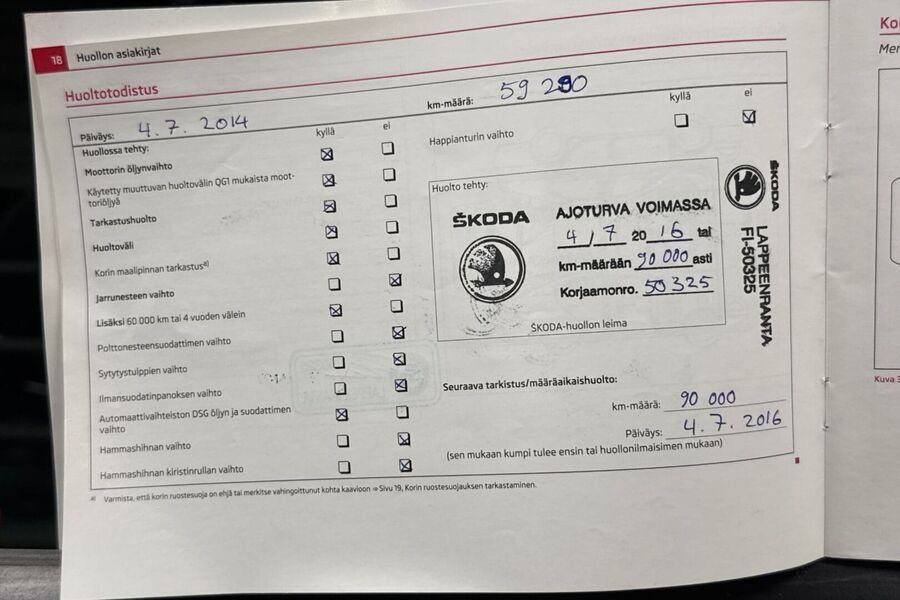 18 Huollon asiakirjat
Huoltotodistus
Päiväys: 4.7.2014
km-määrä: 59 280
Huollossa tehty:
kyllä ei
Moottorin öljynvaihto
Käytetty muuttuvan huoltovälin QG1 mukaista moot-
toriöljyä
Tarkastushuolto
Huoltoväli
Korin maalipinnan tarkastus a)
Jarrunesteen vaihto
Lisäksi 60 000 km tai 4 vuoden välein
Polttonesteensuodattimen vaihto
Sytytystulppien vaihto
Ilmansuodatinpanoksen vaihto
Automaattivaihteiston DSG öljyn ja suodattimen
vaihto
Hammashihnan vaihto
Hammashihnan kiristinrullan vaihto
kyllä ei
Happianturin vaihto
Huolto tehty:
ŠKODA
AJOTURVA VOIMASSA
4 / 7 20 16 tai
km-määrään 90 000 asti
Korjaamonro. 50325
ŠKODA-huollon leima
ŠKODA
LAPPEENRANTA
FI-50325
Seuraava tarkistus/määräaikaishuolto:
km-määrä: 90 000
Päiväys: 4.7.2016
(sen mukaan kumpi tulee ensin tai huollonilmaisimen mukaan)
a) Varmista, että korin ruostesuoja on ehjä tai merkitse vahingoittunut kohta kaavioon ⇒ Sivu 19, Korin ruostesuojauksen tarkastaminen.
Kuva